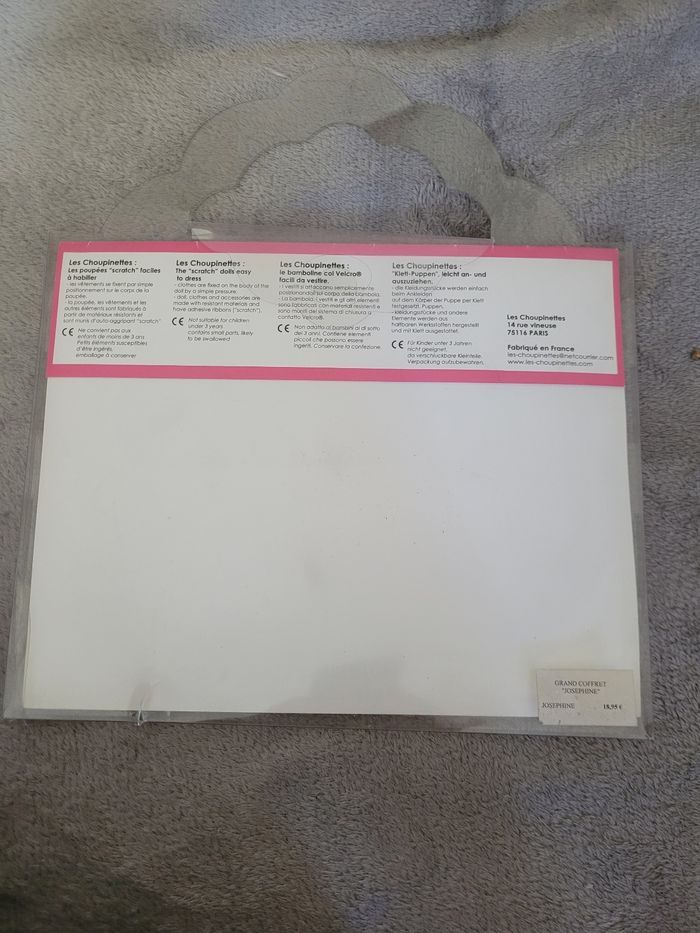 Les Choupinettes :
Les poupées "scratch" faciles
à habiller
- les vêtements se fixent par simple
positionnement sur le corps de la
poupée.
- la poupée, les vêtements et les
autres éléments sont fabriqués à
partir de matériaux résistants et
sont munis d'auto-agrippant "scratch"
CE Ne convient pas aux
enfants de moins de 3 ans
Petits éléments susceptibles
d'être ingérés.
emballage à conserver
Les Choupinettes :
The "scratch" dolls easy
to dress
- clothes are fixed on the body of the
doll by a simple pressure.
- doll, clothes and accessories are
made with resistant materials and
have adhesive ribbons ("scratch").
CE Not suitable for children
under 3 years
contains small parts, likely
to be swallowed
Les Choupinettes :
le bamboline col Velcro®
facili da vestire.
- i vestiti si attaccano semplicemente
posizionandoli sul corpo della bambola.
- La bambola, i vestiti e gli altri elementi
sono fabbricati con materiali resistenti e
sono muniti del sistema di chiusura a
contatto Velcro®.
CE Non adatto ai bambini al di sotto
dei 3 anni. Contiene elementi
piccoli che possono essere
ingeriti. Conservare la confezione.
Les Choupinettes :
"Klett-Puppen", leicht an- und
auszuziehen.
- die Kleidungsstücke werden einfach
beim Ankleiden
auf dem Körper der Puppe per Klett
festgesetzt. Puppen,
Kleidungsstücke und andere
Elemente werden aus
haltbaren Werkstoffen hergestellt
und mit Klett ausgestattet.
CE Für Kinder unter 3 Jahren
nicht geeignet,
da verschluckbare Kleinteile.
Verpackung aufzubewahren.
Les Choupinettes
14 rue vineuse
75116 PARIS
Fabriqué en France
les-choupinettes@netcourrier.com
www.les-choupinettes.com
GRAND COFFRET
"JOSEPHINE"
JOSEPHINE 18,95 €